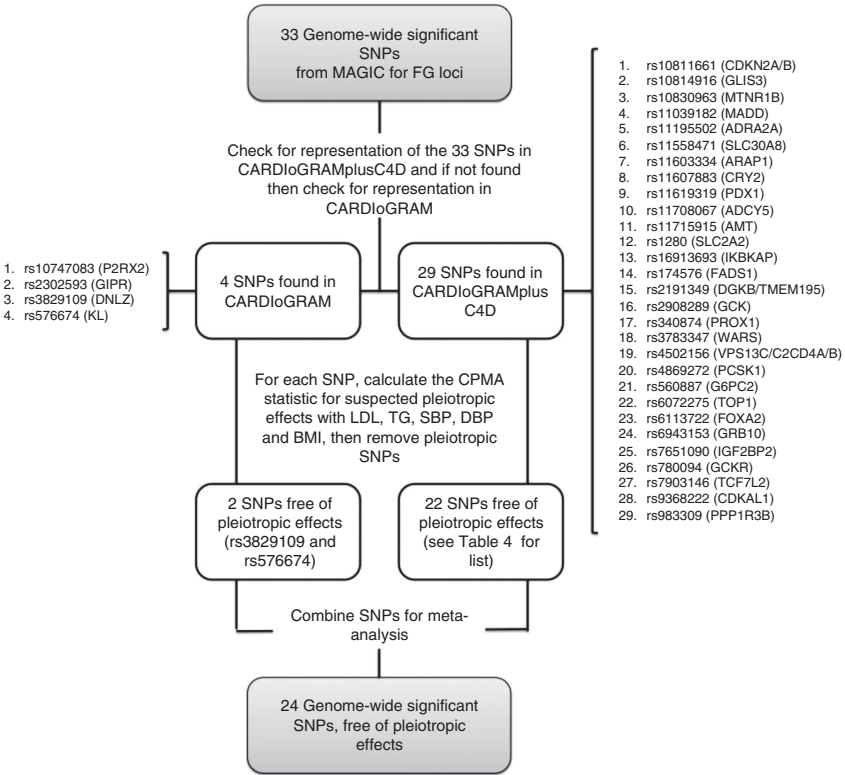 33 Genome-wide significant
SNPs
from MAGIC for FG loci
Check for representation of the 33 SNPs in
CARDIoGRAMplusC4D and if not found
then check for representation in
CARDIoGRAM
1. rs10747083 (P2RX2)
2. rs2302593 (GIPR)
3. rs3829109 (DNLZ)
4. rs576674 (KL)
4 SNPs found in
CARDIoGRAM
29 SNPs found in
CARDIoGRAMplus
C4D
1. rs10811661 (CDKN2A/B)
2. rs10814916 (GLIS3)
3. rs10830963 (MTNR1B)
4. rs11039182 (MADD)
5. rs11195502 (ADRA2A)
6. rs11558471 (SLC30A8)
7. rs11603334 (ARAP1)
8. rs11607883 (CRY2)
9. rs11619319 (PDX1)
10. rs11708067 (ADCY5)
11. rs11715915 (AMT)
12. rs1280 (SLC2A2)
13. rs16913693 (IKBKAP)
14. rs174576 (FADS1)
15. rs2191349 (DGKB/TMEM195)
16. rs2908289 (GCK)
17. rs340874 (PROX1)
18. rs3783347 (WARS)
19. rs4502156 (VPS13C/C2CD4A/B)
20. rs4869272 (PCSK1)
21. rs560887 (G6PC2)
22. rs6072275 (TOP1)
23. rs6113722 (FOXA2)
24. rs6943153 (GRB10)
25. rs7651090 (IGF2BP2)
26. rs780094 (GCKR)
27. rs7903146 (TCF7L2)
28. rs9368222 (CDKAL1)
29. rs983309 (PPP1R3B)
For each SNP, calculate the CPMA
statistic for suspected pleiotropic
effects with LDL, TG, SBP, DBP
and BMI, then remove pleiotropic
SNPs
2 SNPs free of
pleiotropic effects
(rs3829109 and
rs576674)
22 SNPs free of
pleiotropic effects
(see Table 4 for
list)
Combine SNPs for meta-
analysis
24 Genome-wide significant
SNPs, free of pleiotropic
effects